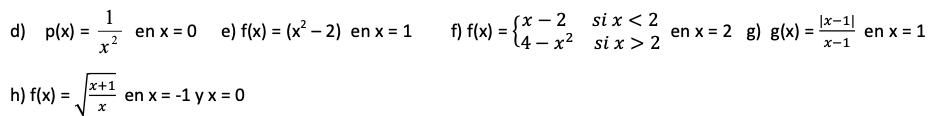 d) p(x) = 1/x² en x = 0 e) f(x) = (x² – 2) en x = 1 f) f(x) = {x − 2 si x < 2; 4 − x² si x > 2 en x = 2 g) g(x) = |x−1|/x−1 en x = 1
h) f(x) = √(x+1/x) en x = -1 y x = 0